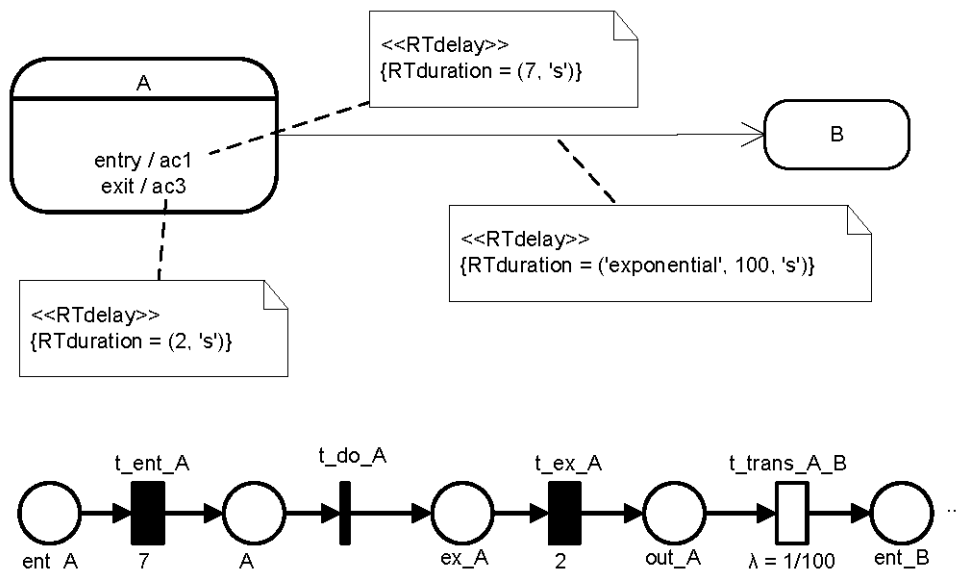 <<RTdelay>>
{RTduration = (7, 's')}
A
B
entry / ac1
exit / ac3
<<RTdelay>>
{RTduration = ('exponential', 100, 's')}
<<RTdelay>>
{RTduration = (2, 's')}
t_ent_A
t_do_A
t_ex_A
t_trans_A_B
...
ent_A
7
A
ex_A
2
out_A
λ = 1/100
ent_B